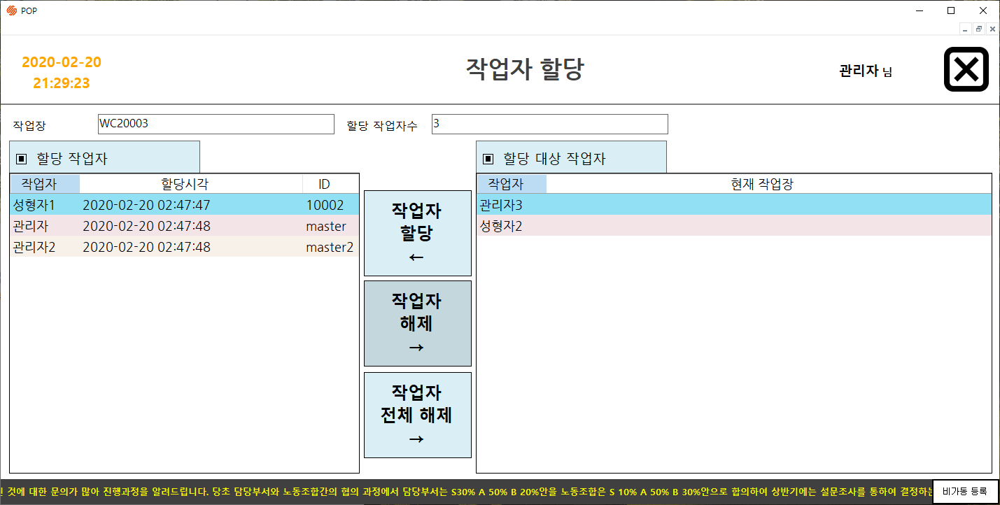 POP
2020-02-20
21:29:23
작업자 할당
관리자 님
작업장
WC20003
할당 작업자수
3
할당 작업자
할당 대상 작업자
작업자 할당시각 ID
성형자1 2020-02-20 02:47:47 10002
관리자 2020-02-20 02:47:48 master
관리자2 2020-02-20 02:47:48 master2
작업자
할당
←
작업자
해제
→
작업자
전체 해제
→
작업자 현재 작업장
관리자3
성형자2
것에 대한 문의가 많아 진행과정을 알려드립니다. 당초 담당부서와 노동조합간의 협의 과정에서 담당부서는 S30% A 50% B 20%안을 노동조합은 S 10% A 50% B 30%안으로 합의하여 상반기에는 설문조사를 통하여 결정하는
비가동 등록